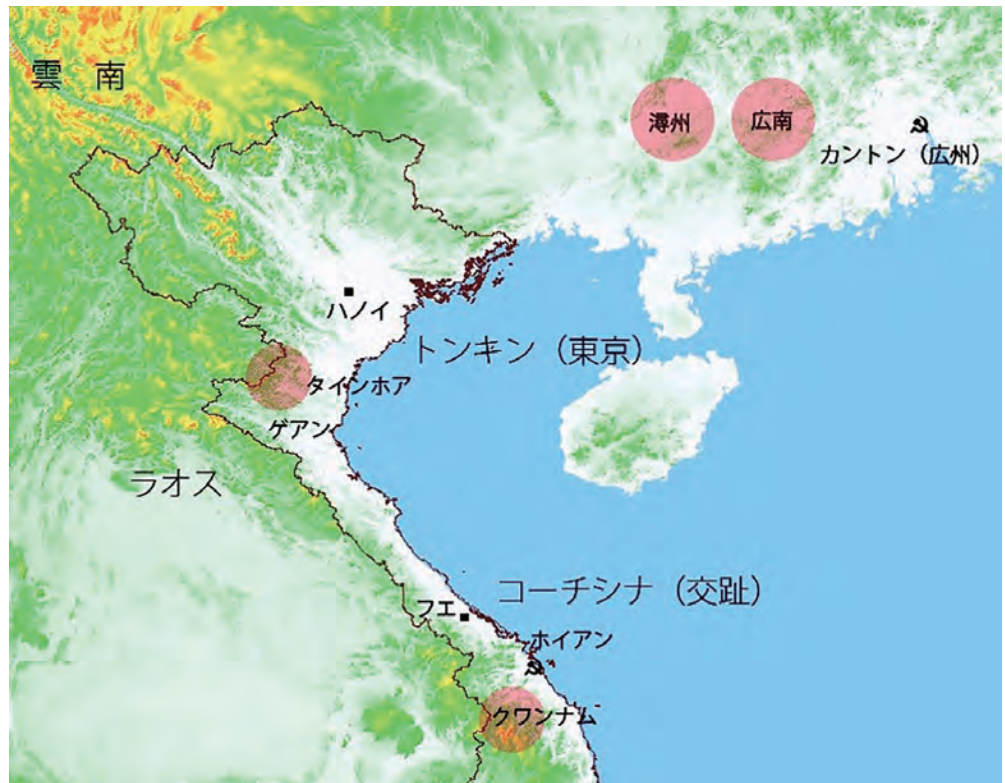 雲　南
潯州
広南
カントン（広州）
ハノイ
トンキン（東京）
タインホア
ゲアン
ラオス
コーチシナ（交趾）
フエ
ホイアン
クワンナム